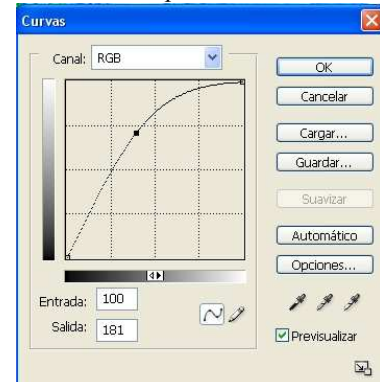 Curvas
Canal: RGB
OK
Cancelar
Cargar...
Guardar...
Suavizar
Automático
Opciones...
Entrada: 100
Salida: 181
Previsualizar